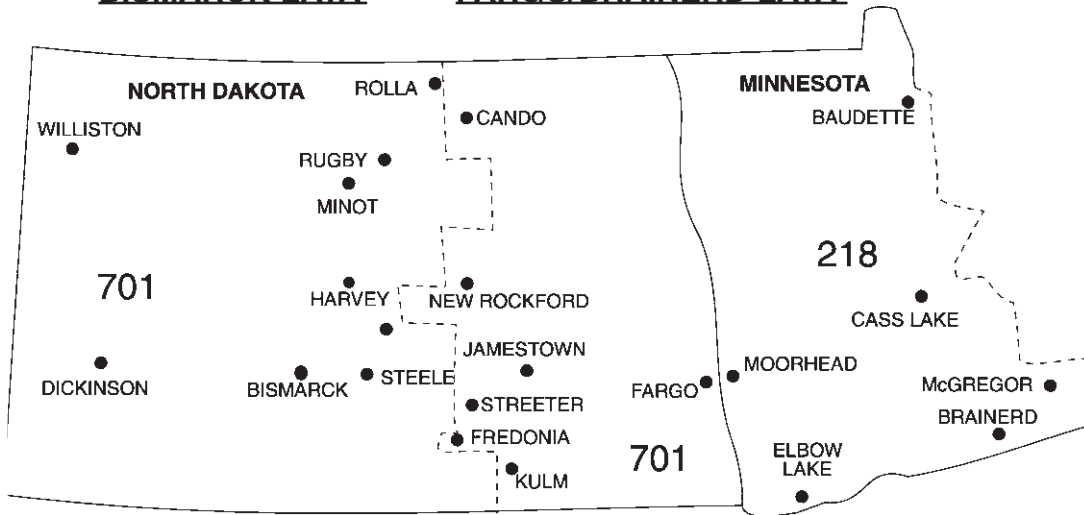 NORTH DAKOTA
MINNESOTA
ROLLA
CANDO
BAUDETTE
WILLISTON
RUGBY
MINOT
218
701
HARVEY
NEW ROCKFORD
CASS LAKE
JAMESTOWN
MOORHEAD
DICKINSON
BISMARCK
STEELE
FARGO
McGREGOR
STREETER
BRAINERD
FREDONIA
701
ELBOW
LAKE
KULM